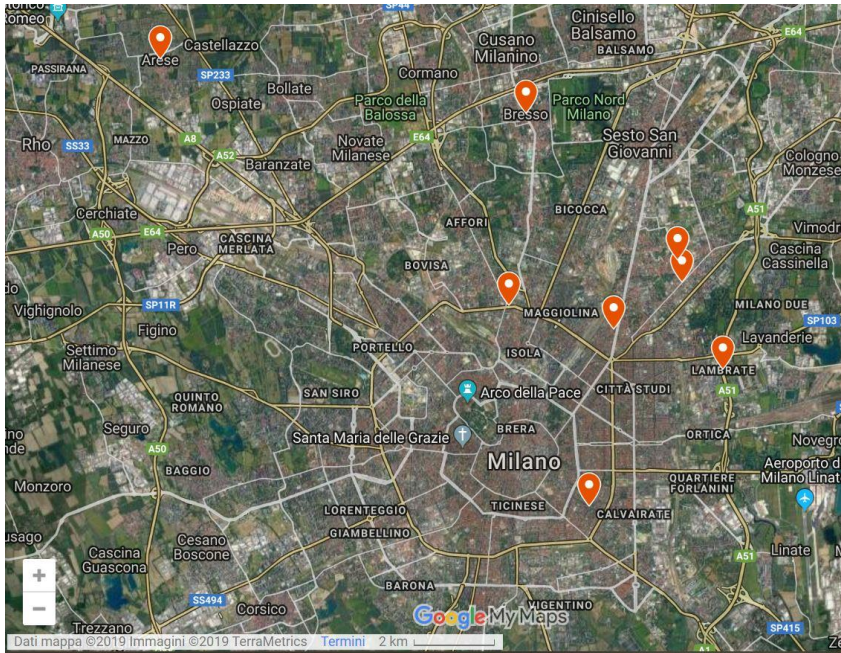 Romeo
Arese
Castellazzo
PASSIRANA
SP233
Bollate
Ospiate
SP44
Cusano
Milanino
Cinisello
Balsamo
BALSAMO
E64
Cormano
Parco della
Balossa
Bresso
Parco Nord
Milano
Sesto San
Giovanni
Rho
SS33
MAZZO
A8
A52
Novate
Milanese
E64
Baranzate
Cologno
Monzese
Cerchiate
A50
E64
Pero
CASCINA
MERLATA
AFFORI
BICOCCA
A51
Vimodr
Cascina
Cassinella
BOVISA
Vighignolo
SP11R
Figino
MAGGIOLINA
MILANO DUE
SP103
Lavanderie
Settimo
Milanese
PORTELLO
ISOLA
LAMBRATE
A51
QUINTO
ROMANO
SAN SIRO
Arco della Pace
CITTÀ STUDI
Seguro
A50
Santa Maria delle Grazie
BRERA
ORTICA
Novegro
BAGGIO
Milano
Monzoro
QUARTIERE
FORLANINI
Aeroporto d
Milano Linat
LORENTEGGIO
TICINESE
CALVAIRATE
GIAMBELLINO
usago
Cascina
Guascona
Cesano
Boscone
A51
Linate
BARONA
SS494
Corsico
VIGENTINO
Google My Maps
Trezzano
A1
SP415
Dati mappa ©2019 Immagini ©2019 TerraMetrics Termini 2 km